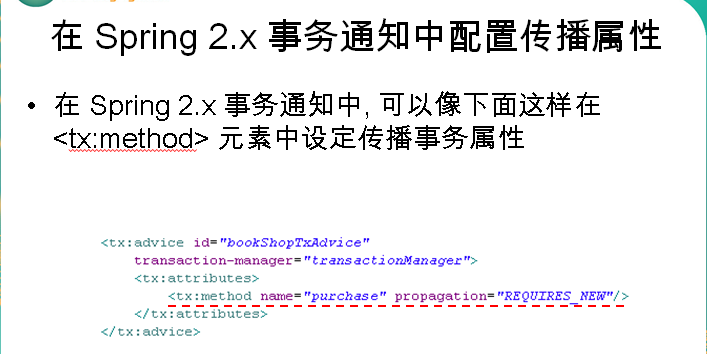 在 Spring 2.x 事务通知中配置传播属性
• 在 Spring 2.x 事务通知中, 可以像下面这样在
<tx:method> 元素中设定传播事务属性
<tx:advice id="bookShopTxAdvice"
transaction-manager="transactionManager">
<tx:attributes>
<tx:method name="purchase" propagation="REQUIRES_NEW"/>
</tx:attributes>
</tx:advice>